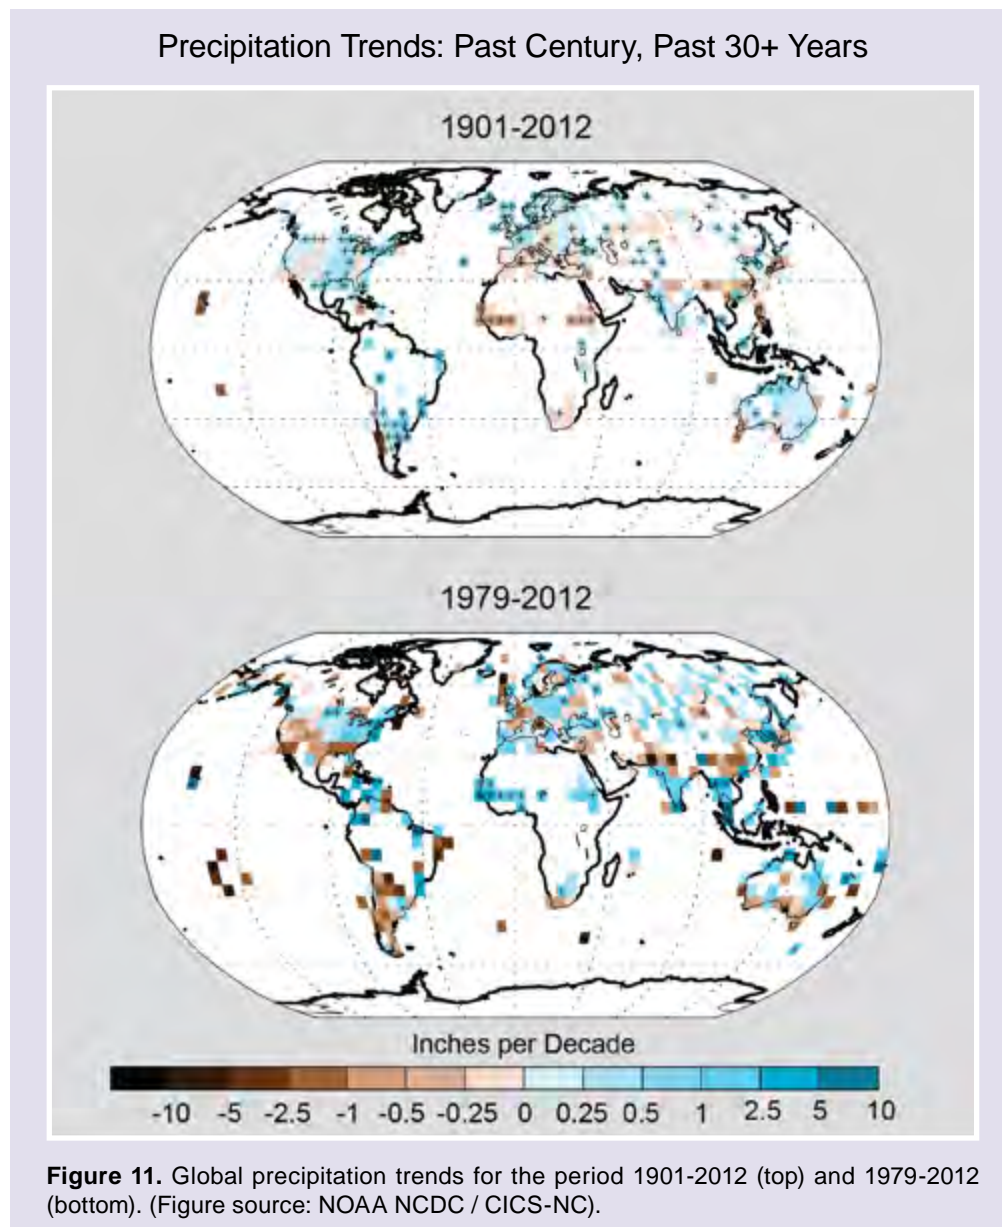 Precipitation Trends: Past Century, Past 30+ Years
1901-2012
1979-2012
Inches per Decade
-10 -5 -2.5 -1 -0.5 -0.25 0 0.25 0.5 1 2.5 5 10
Figure 11. Global precipitation trends for the period 1901-2012 (top) and 1979-2012
(bottom). (Figure source: NOAA NCDC / CICS-NC).